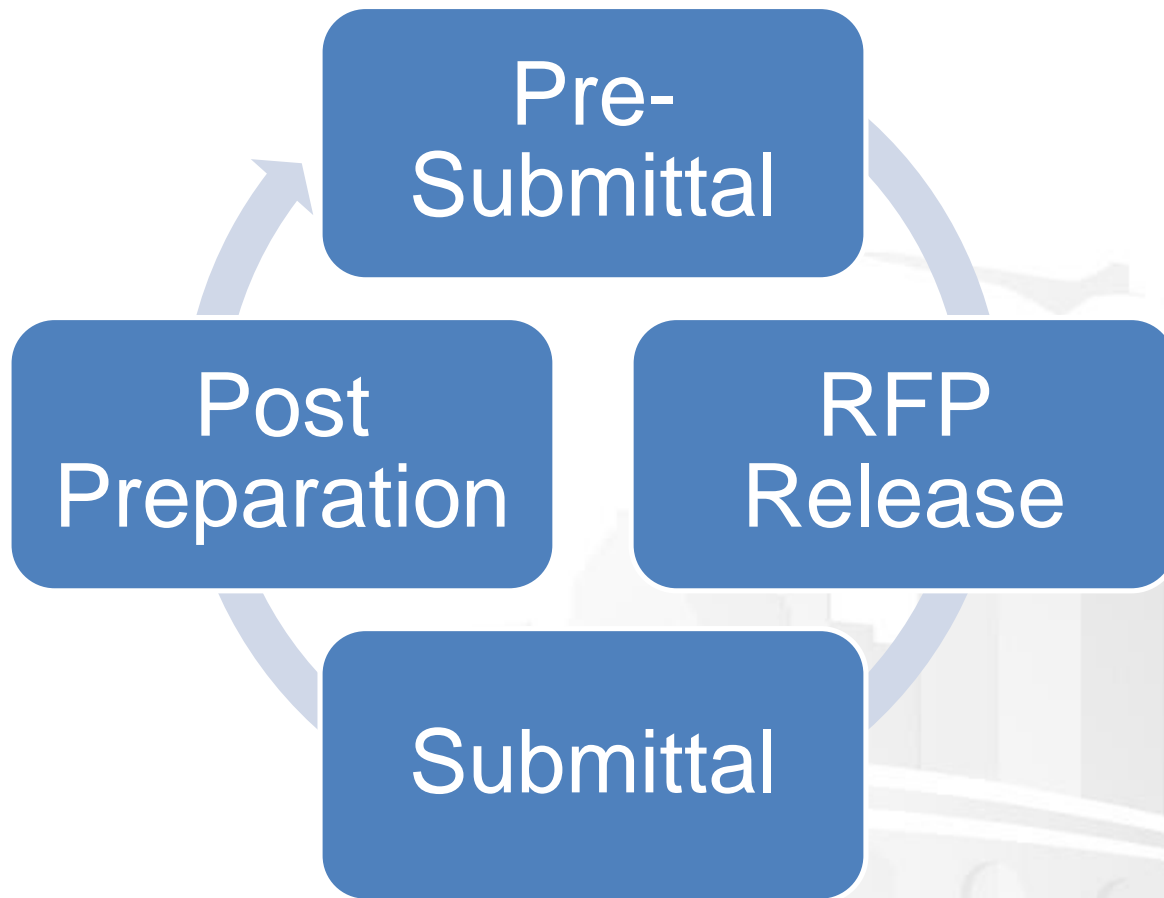 Pre-
Submittal
RFP
Release
Submittal
Post
Preparation